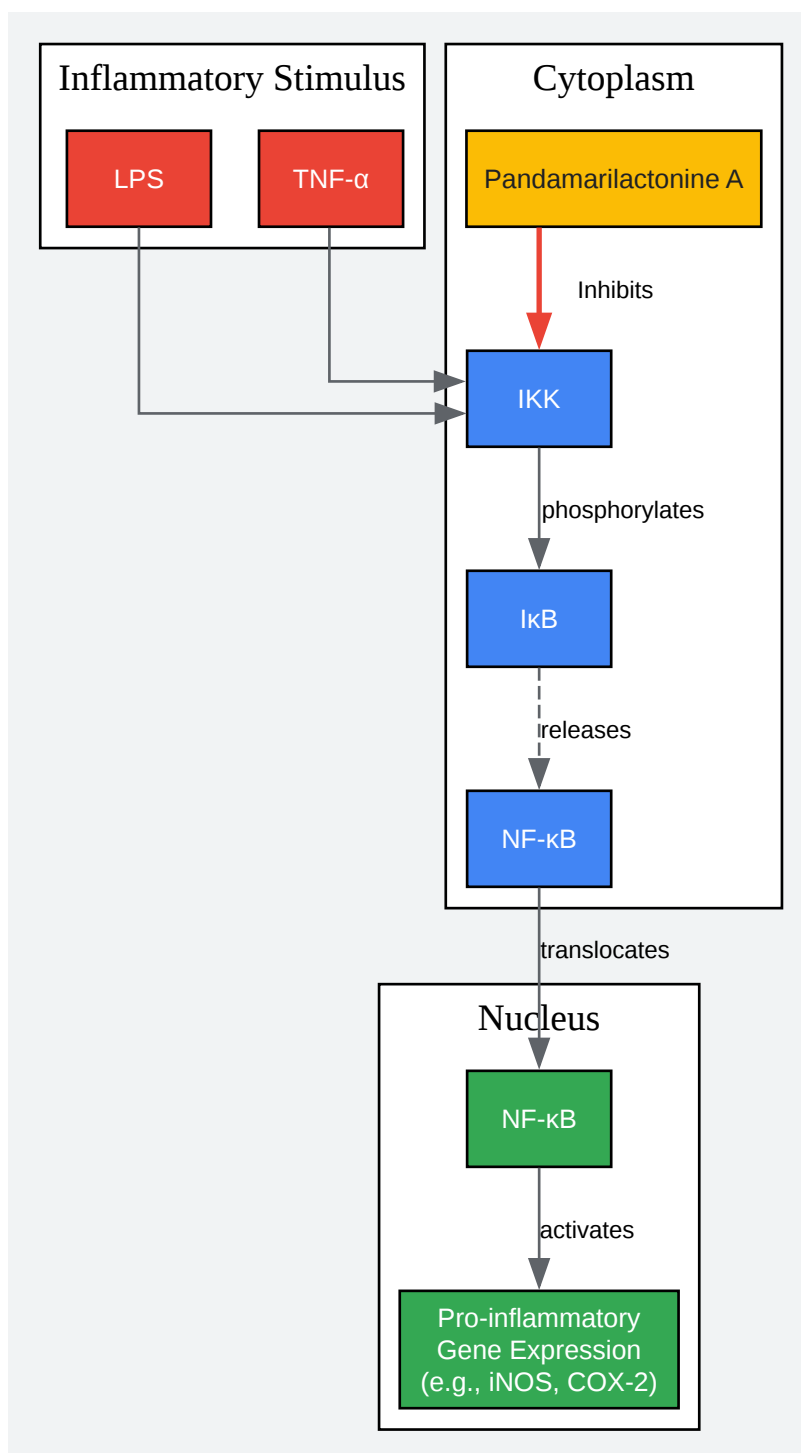 Inflammatory Stimulus
LPS
TNF-α
Cytoplasm
Pandamarilactonine A
Inhibits
IKK
phosphorylates
IκB
releases
NF-κB
translocates
Nucleus
NF-κB
activates
Pro-inflammatory
Gene Expression
(e.g., iNOS, COX-2)